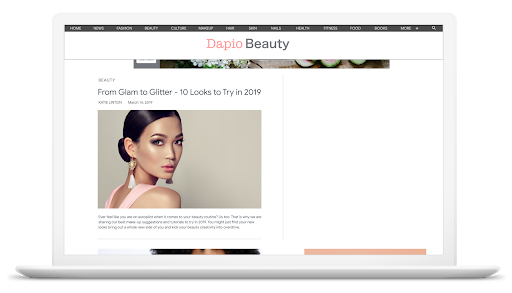 HOME NEWS FASHION BEAUTY CULTURE MAKEUP HAIR SKIN NAILS HEALTH FITNESS FOOD BOOKS MORE +
Dapio Beauty
BEAUTY
From Glam to Glitter - 10 Looks to Try in 2019
KATIE LINTON March 14, 2019
Ever feel like you are on autopilot when it comes to your beauty routine? Us too. That is why we are
sharing our best make-up suggestions and tutorials to try in 2019. You might just find your new
looks bring out a whole new side of you and kick your beauty creativity into overdrive.